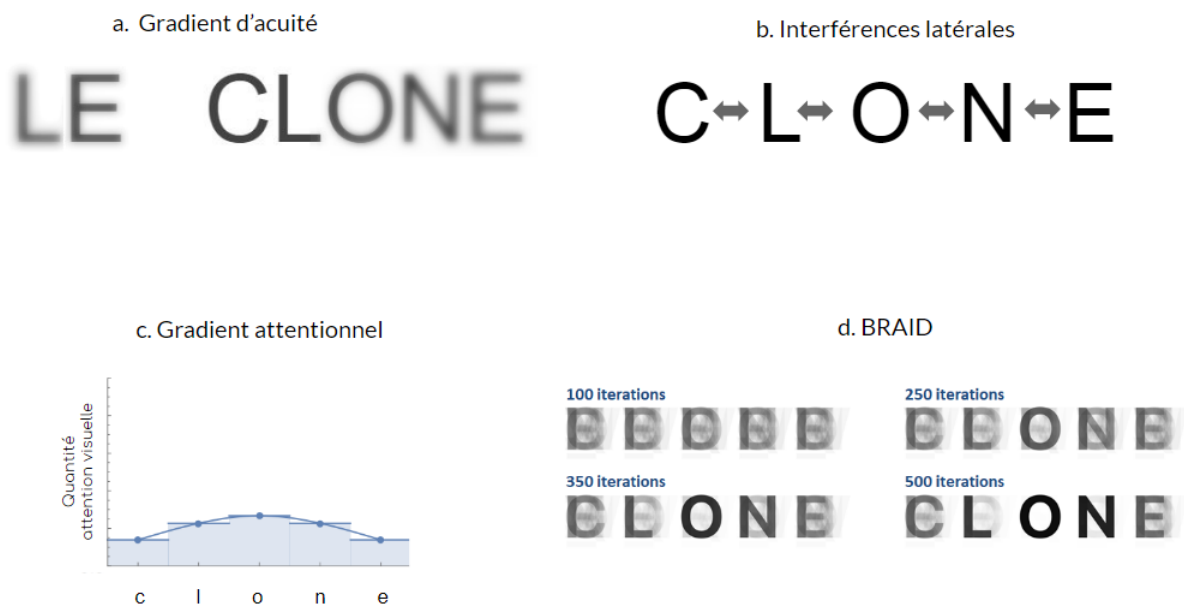 a. Gradient d'acuité
LE CLONE
b. Interférences latérales
C L O N E
c. Gradient attentionnel
Quantité
attention visuelle
c l o n e
d. BRAID
100 iterations
250 iterations
C L O N E
350 iterations
C L O N E
500 iterations
C L O N E